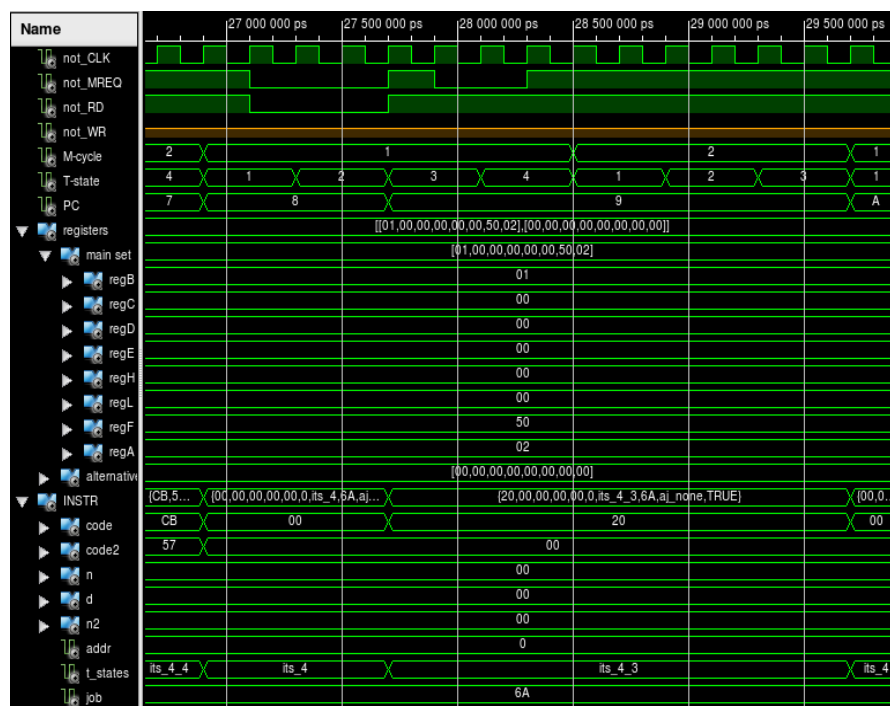 Name 27 000 000 ps 27 500 000 ps 28 000 000 ps 28 500 000 ps 29 000 000 ps 29 500 000 ps
not_CLK
not_MREQ
not_RD
not_WR
M-cycle 2 1 2 1
T-state 4 1 2 3 4 1 2 3 1
PC 7 8 9 A
registers [[01,00,00,00,00,00,50,02],[00,00,00,00,00,00,00,00]]
main set [01,00,00,00,00,00,50,02]
regB 01
regC 00
regD 00
regE 00
regH 00
regL 00
regF 50
regA 02
alternative [00,00,00,00,00,00,00,00]
INSTR {CB,5... {00,00,00,00,00,0,its_4,6A,aj... {20,00,00,00,00,0,its_4_3,6A,aj_none,TRUE} {00,0..
code CB 00 20 00
code2 57 00
n 00
d 00
n2 00
addr 0
t_states its_4_4 its_4 its_4_3 its_4
job 6A